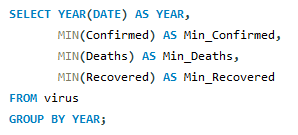 SELECT YEAR(DATE) AS YEAR,
MIN(Confirmed) AS Min_Confirmed,
MIN(Deaths) AS Min_Deaths,
MIN(Recovered) AS Min_Recovered
FROM virus
GROUP BY YEAR;